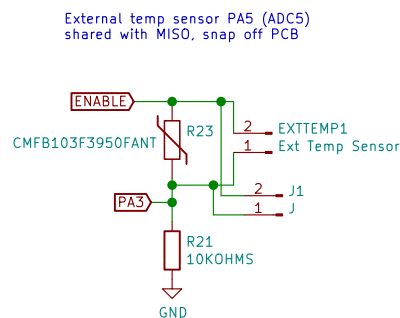 External temp sensor PA5 (ADC5)
shared with MISO, snap off PCB
ENABLE
R23
CMFB103F3950FANT
2 EXTTEMP1
1 Ext Temp Sensor
2 J1
1 J
PA3
R21
10KOHMS
GND